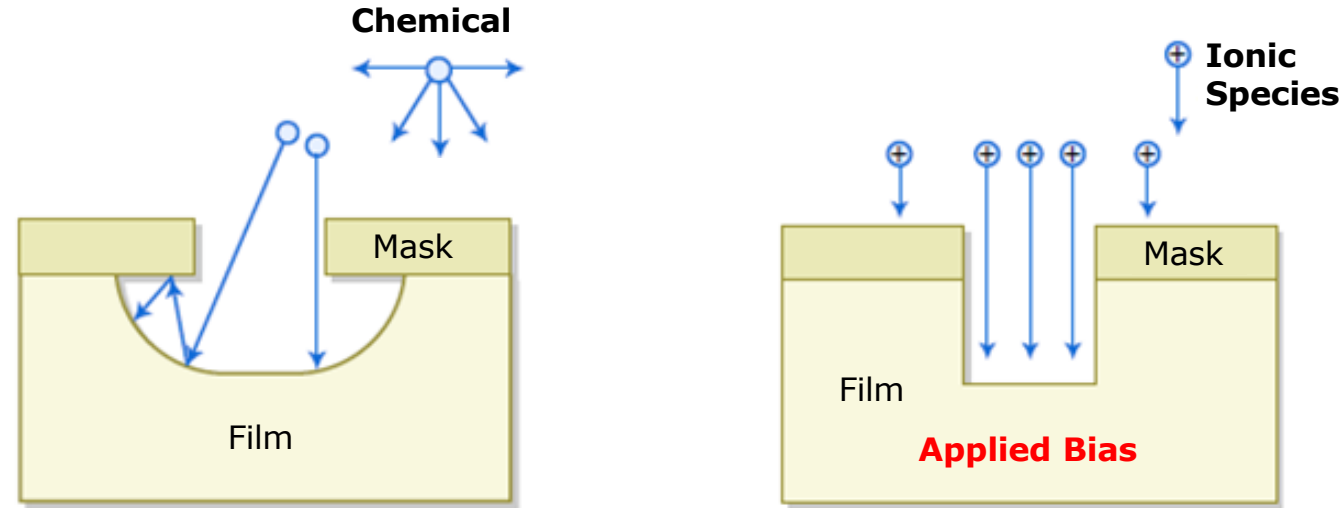 Chemical
Mask
Film
+ Ionic
Species
+ + + + +
Mask
Film
Applied Bias